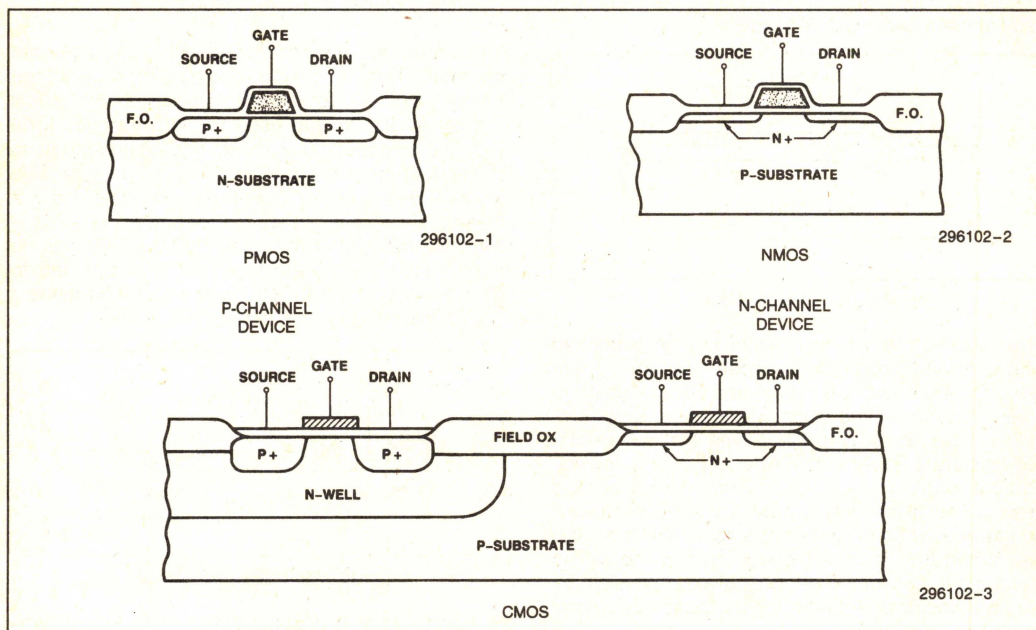 GATE
SOURCE
DRAIN
F.O.
P+
P+
N-SUBSTRATE
296102-1
PMOS
GATE
SOURCE
DRAIN
F.O.
N+
P-SUBSTRATE
296102-2
NMOS
P-CHANNEL
DEVICE
GATE
SOURCE
DRAIN
N-CHANNEL
DEVICE
GATE
SOURCE
DRAIN
FIELD OX
F.O.
P+
P+
N+
N-WELL
P-SUBSTRATE
296102-3
CMOS